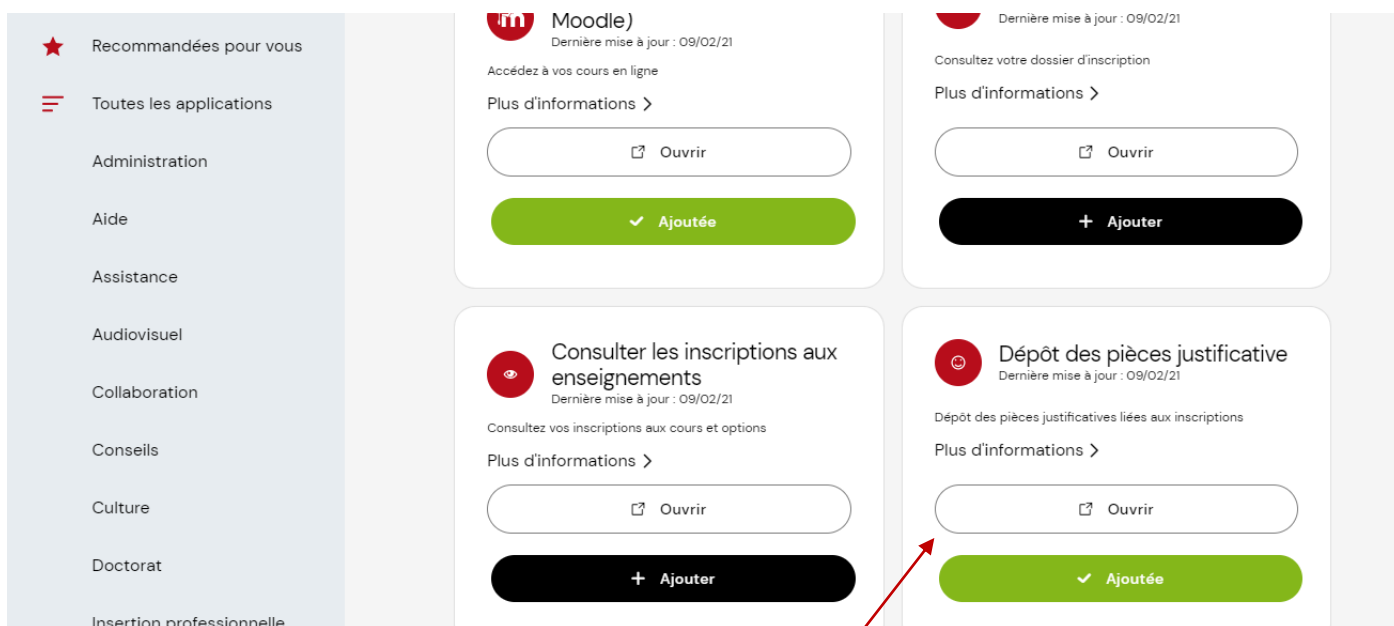 Recommandées pour vous
Toutes les applications
Administration
Aide
Assistance
Audiovisuel
Collaboration
Conseils
Culture
Doctorat
Insertion professionnelle
Moodle)
Dernière mise à jour : 09/02/21
Accédez à vos cours en ligne
Plus d'informations
Ouvrir
Ajoutée
Dernière mise à jour : 09/02/21
Consultez votre dossier d'inscription
Plus d'informations
Ouvrir
+ Ajouter
Consulter les inscriptions aux
enseignements
Dernière mise à jour : 09/02/21
Consultez vos inscriptions aux cours et options
Plus d'informations
Ouvrir
+ Ajouter
Dépôt des pièces justificative
Dernière mise à jour : 09/02/21
Dépôt des pièces justificatives liées aux inscriptions
Plus d'informations
Ouvrir
Ajoutée